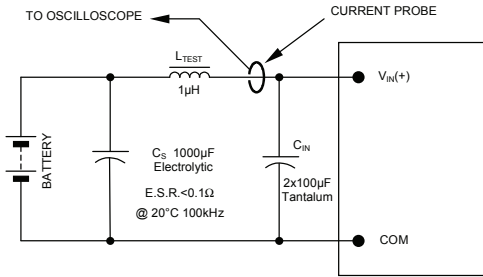 TO OSCILLOSCOPE
CURRENT PROBE
LTEST
1µH
VIN(+)
BATTERY
CS 1000µF
Electrolytic
E.S.R.<0.1Ω
@ 20°C 100kHz
CIN
2x100µF
Tantalum
COM